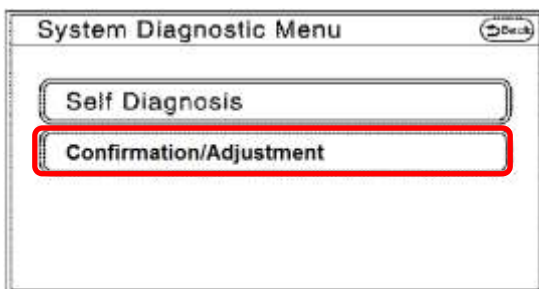 System Diagnostic Menu
Back
Self Diagnosis
Confirmation/Adjustment